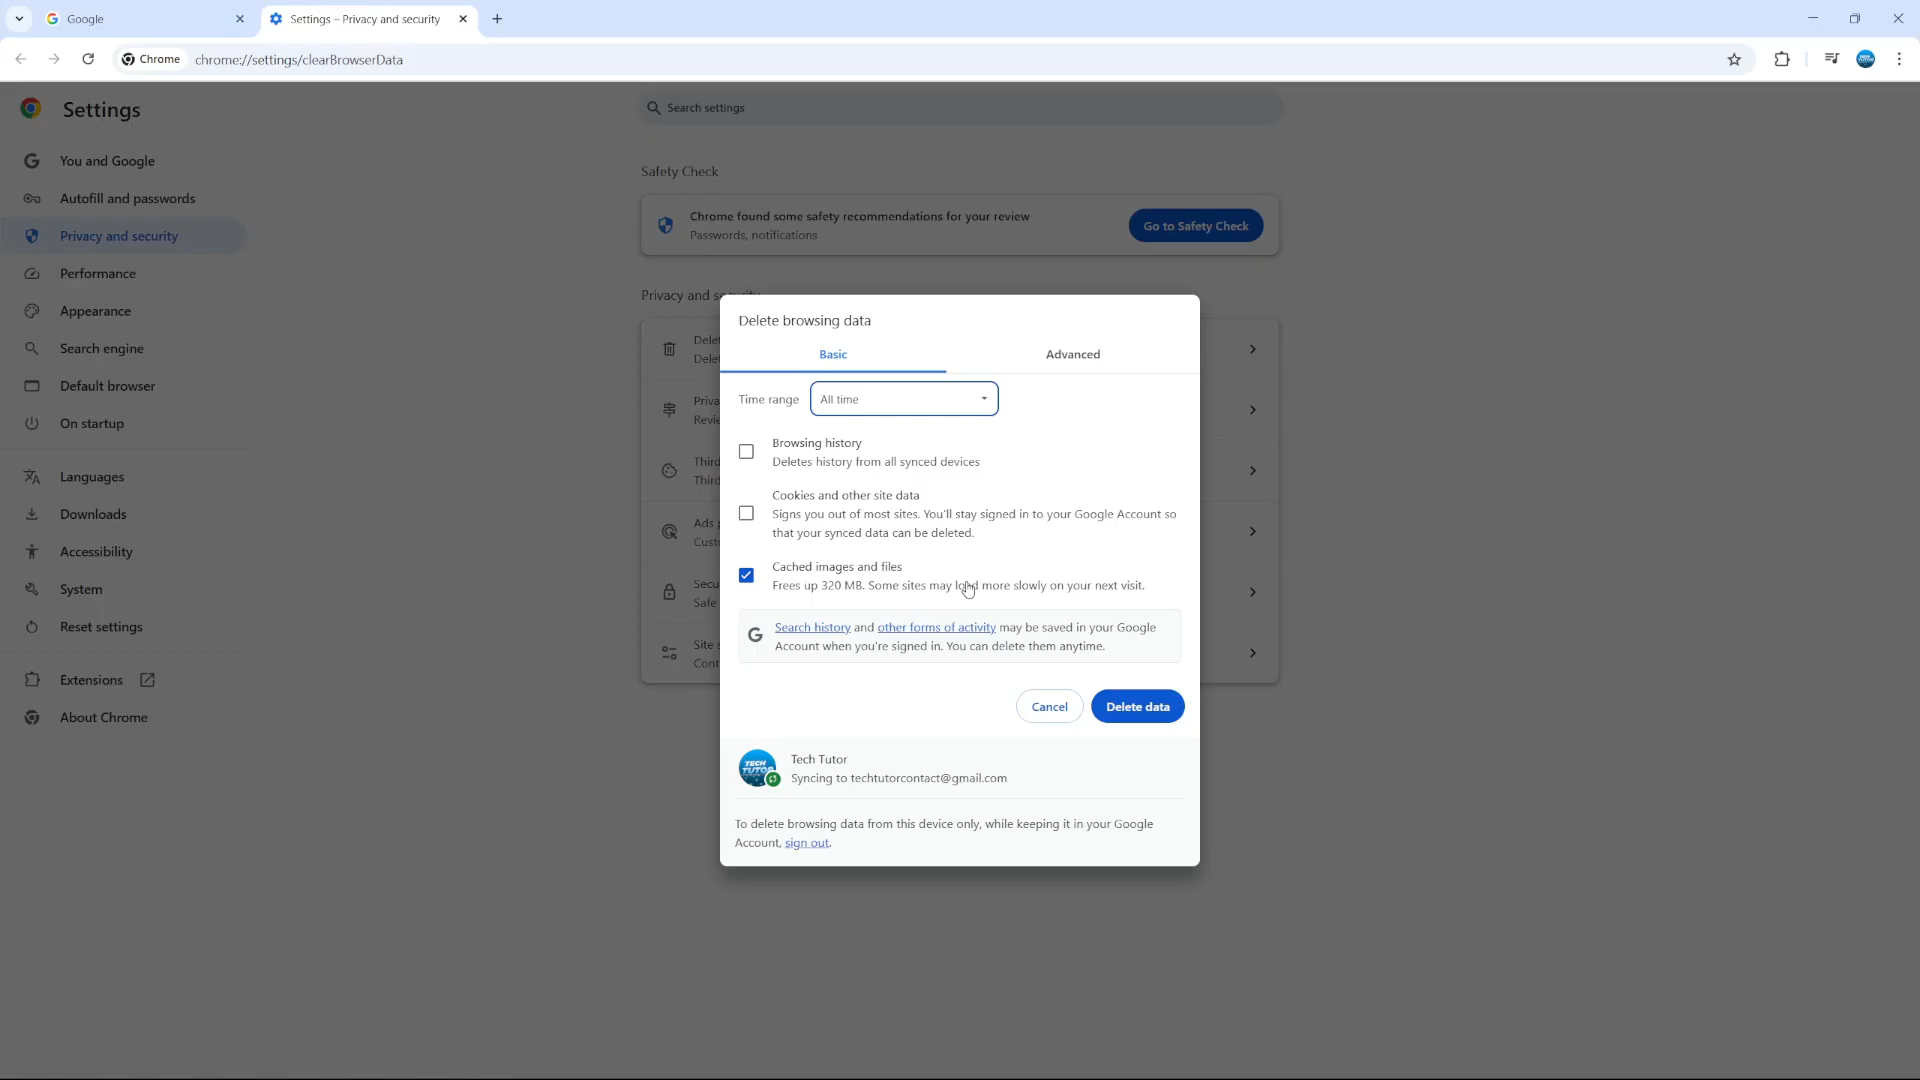 Google
Settings – Privacy and security
Chrome
chrome://settings/clearBrowserData
Settings
Search settings
You and Google
Autofill and passwords
Privacy and security
Performance
Appearance
Search engine
Default browser
On startup
Languages
Downloads
Accessibility
System
Reset settings
Extensions
About Chrome
Safety Check
Chrome found some safety recommendations for your review
Passwords, notifications
Go to Safety Check
Privacy and security
Delete browsing data
Basic
Advanced
Time range
All time
Browsing history
Deletes history from all synced devices
Cookies and other site data
Signs you out of most sites. You'll stay signed in to your Google Account so
that your synced data can be deleted.
Cached images and files
Frees up 320 MB. Some sites may load more slowly on your next visit.
Search history and other forms of activity may be saved in your Google
Account when you're signed in. You can delete them anytime.
Cancel
Delete data
TECH
TUTOR
Tech Tutor
Syncing to techtutorcontact@gmail.com
To delete browsing data from this device only, while keeping it in your Google
Account, sign out.